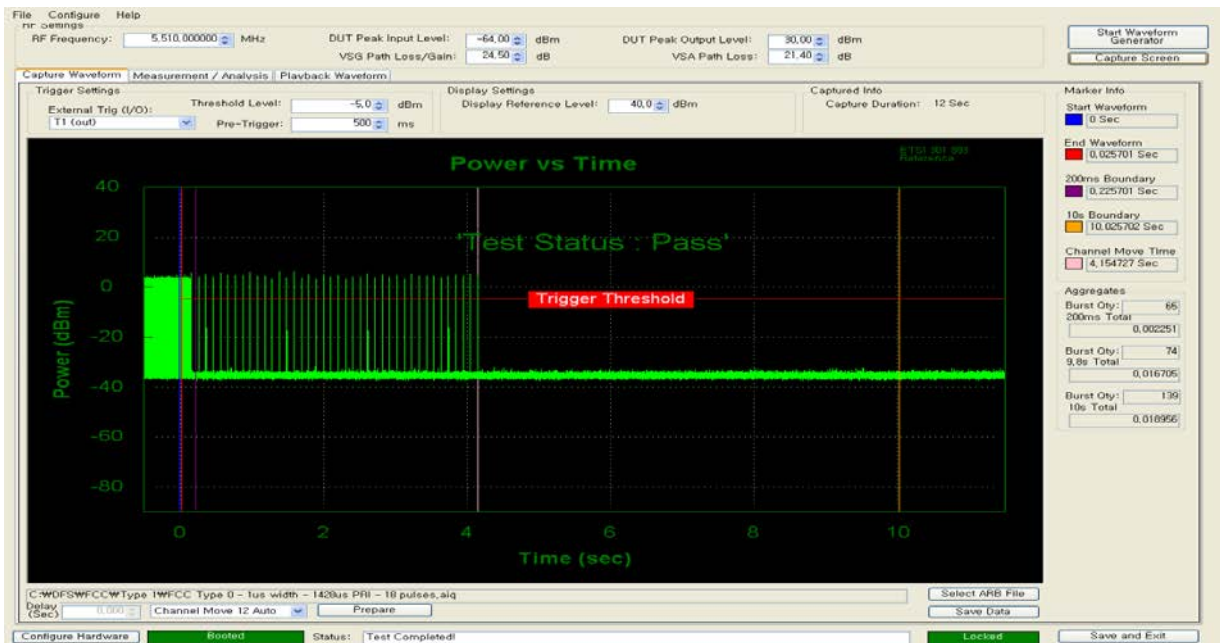 File Configure Help
RF Settings
RF Frequency: 5,510,000000 MHz DUT Peak Input Level: -64,00 dBm DUT Peak Output Level: 30,00 dBm Start Waveform Generator
VSG Path Loss/Gain: 24,50 dB VSA Path Loss: 21,40 dB Capture Screen
Capture Waveform Measurement / Analysis Playback Waveform
Trigger Settings Display Settings Captured Info Marker Info
External Trig (I/O): Threshold Level: -5,0 dBm Display Reference Level: 40,0 dBm Capture Duration: 12 Sec Start Waveform
T1 (out) Pre-Trigger: 500 ms 0 Sec
ETSI 301 893
Reference
End Waveform
0,025701 Sec
Power vs Time
200ms Boundary
0,225701 Sec
10s Boundary
10,025702 Sec
Channel Move Time
4,154727 Sec
40
20
0
-20
-40
-60
-80
'Test Status : Pass'
Trigger Threshold
Power (dBm)
Aggregates
Burst Qty: 65
200ms Total
0,002251
Burst Qty: 74
9,8s Total
0,016705
Burst Qty: 139
10s Total
0,018956
0 2 4 6 8 10
Time (sec)
C:₩DFS₩FCC₩Type 1₩FCC Type 0 - 1us width - 1428us PRI - 18 pulses,aiq Select ARB File
Delay (Sec) 0,000 Channel Move 12 Auto Prepare Save Data
Configure Hardware Booted Status: Test Completed! Locked Save and Exit